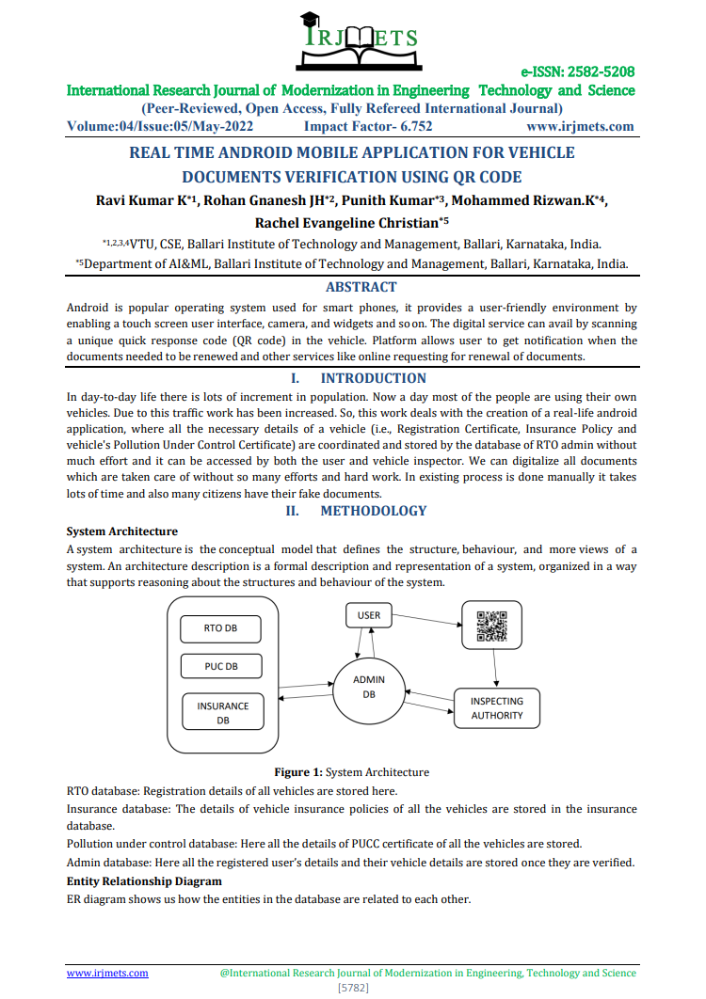 IRJMETS
e-ISSN: 2582-5208
International Research Journal of Modernization in Engineering Technology and Science
(Peer-Reviewed, Open Access, Fully Refereed International Journal)
Volume:04/Issue:05/May-2022 Impact Factor- 6.752 www.irjmets.com
REAL TIME ANDROID MOBILE APPLICATION FOR VEHICLE
DOCUMENTS VERIFICATION USING QR CODE
Ravi Kumar K*1, Rohan Gnanesh JH*2, Punith Kumar*3, Mohammed Rizwan.K*4,
Rachel Evangeline Christian*5
*1,2,3,4VTU, CSE, Ballari Institute of Technology and Management, Ballari, Karnataka, India.
*5Department of AI&ML, Ballari Institute of Technology and Management, Ballari, Karnataka, India.
ABSTRACT
Android is popular operating system used for smart phones, it provides a user-friendly environment by
enabling a touch screen user interface, camera, and widgets and so on. The digital service can avail by scanning
a unique quick response code (QR code) in the vehicle. Platform allows user to get notification when the
documents needed to be renewed and other services like online requesting for renewal of documents.
I. INTRODUCTION
In day-to-day life there is lots of increment in population. Now a day most of the people are using their own
vehicles. Due to this traffic work has been increased. So, this work deals with the creation of a real-life android
application, where all the necessary details of a vehicle (i.e., Registration Certificate, Insurance Policy and
vehicle's Pollution Under Control Certificate) are coordinated and stored by the database of RTO admin without
much effort and it can be accessed by both the user and vehicle inspector. We can digitalize all documents
which are taken care of without so many efforts and hard work. In existing process is done manually it takes
lots of time and also many citizens have their fake documents.
II. METHODOLOGY
System Architecture
A system architecture is the conceptual model that defines the structure, behaviour, and more views of a
system. An architecture description is a formal description and representation of a system, organized in a way
that supports reasoning about the structures and behaviour of the system.
RTO DB
PUC DB
INSURANCE
DB
USER
ADMIN
DB
INSPECTING
AUTHORITY
Figure 1: System Architecture
RTO database: Registration details of all vehicles are stored here.
Insurance database: The details of vehicle insurance policies of all the vehicles are stored in the insurance
database.
Pollution under control database: Here all the details of PUCC certificate of all the vehicles are stored.
Admin database: Here all the registered user's details and their vehicle details are stored once they are verified.
Entity Relationship Diagram
ER diagram shows us how the entities in the database are related to each other.
www.irjmets.com @International Research Journal of Modernization in Engineering, Technology and Science
[5782]